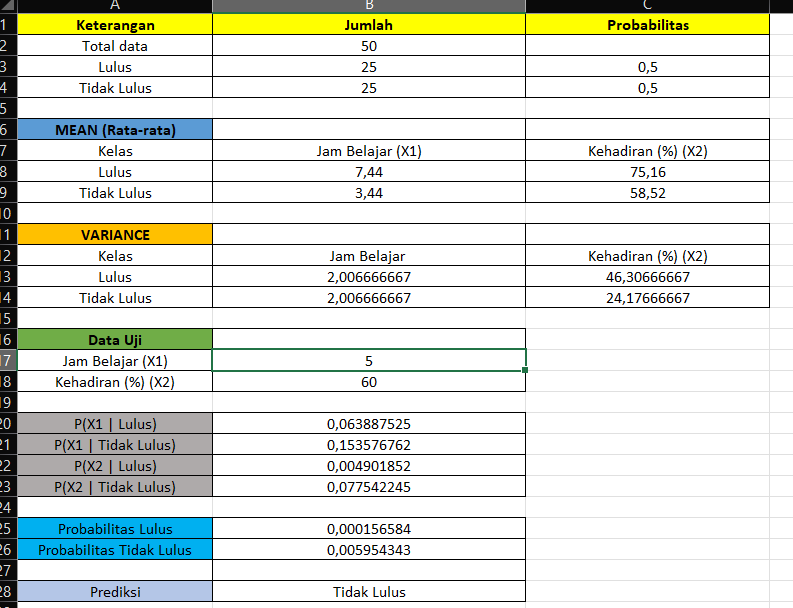 A B C
1 Keterangan Jumlah Probabilitas
2 Total data 50
3 Lulus 25 0,5
4 Tidak Lulus 25 0,5
5
6 MEAN (Rata-rata)
7 Kelas Jam Belajar (X1) Kehadiran (%) (X2)
8 Lulus 7,44 75,16
9 Tidak Lulus 3,44 58,52
10
11 VARIANCE
12 Kelas Jam Belajar Kehadiran (%) (X2)
13 Lulus 2,006666667 46,30666667
14 Tidak Lulus 2,006666667 24,17666667
15
16 Data Uji
17 Jam Belajar (X1) 5
18 Kehadiran (%) (X2) 60
19
20 P(X1 | Lulus) 0,063887525
21 P(X1 | Tidak Lulus) 0,153576762
22 P(X2 | Lulus) 0,004901852
23 P(X2 | Tidak Lulus) 0,077542245
24
25 Probabilitas Lulus 0,000156584
26 Probabilitas Tidak Lulus 0,005954343
27
28 Prediksi Tidak Lulus